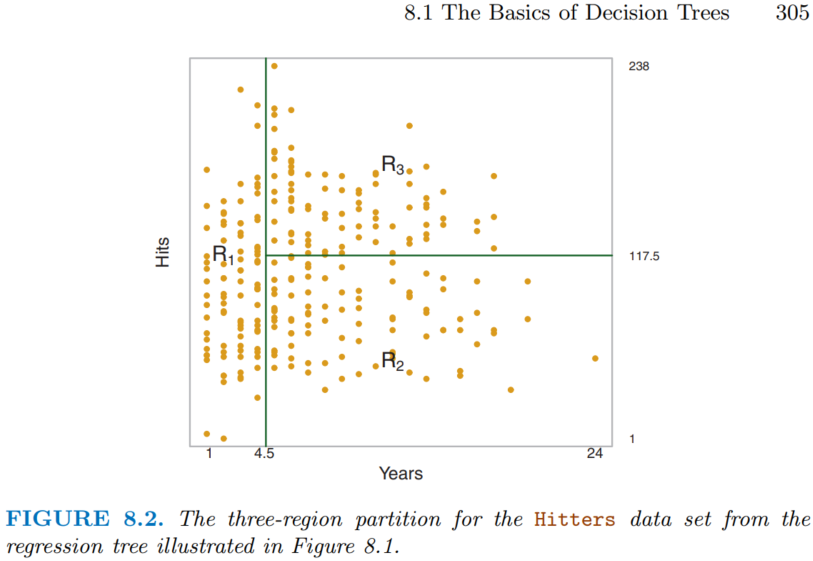 8.1 The Basics of Decision Trees 305
238
R3
Hits
R1
117.5
R2
1
1 4.5 24
Years
FIGURE 8.2. The three-region partition for the Hitters data set from the
regression tree illustrated in Figure 8.1.